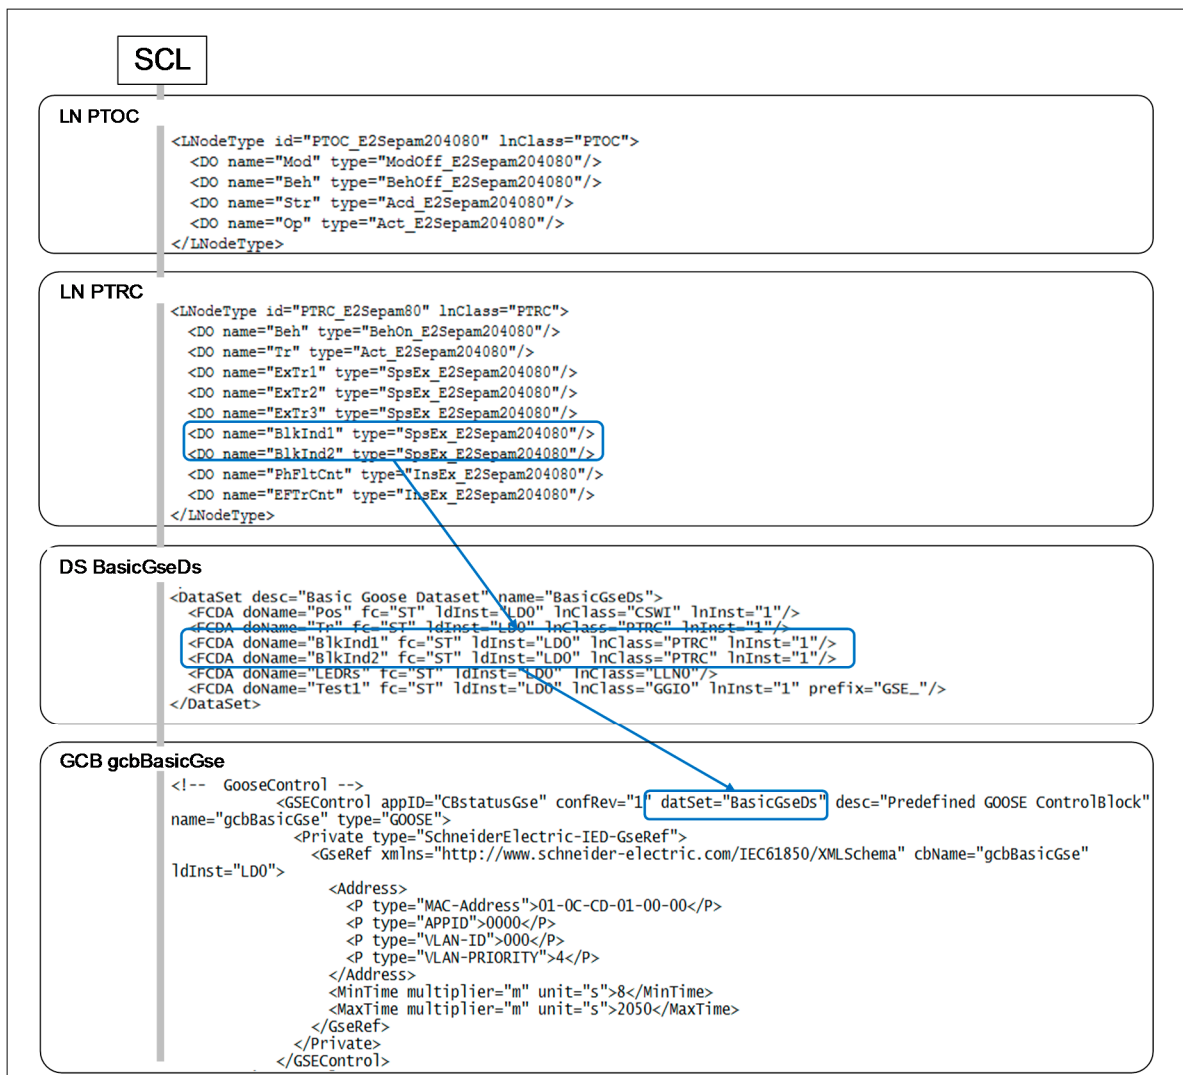 SCL
LN PTOC
<LNodeType id="PTOC_E2Sepam204080" lnClass="PTOC">
<DO name="Mod" type="ModOff_E2Sepam204080"/>
<DO name="Beh" type="BehOff_E2Sepam204080"/>
<DO name="Str" type="Acd_E2Sepam204080"/>
<DO name="Op" type="Act_E2Sepam204080"/>
</LNodeType>
LN PTRC
<LNodeType id="PTRC_E2Sepam80" lnClass="PTRC">
<DO name="Beh" type="BehOn_E2Sepam204080"/>
<DO name="Tr" type="Act_E2Sepam204080"/>
<DO name="ExTr1" type="SpsEx_E2Sepam204080"/>
<DO name="ExTr2" type="SpsEx_E2Sepam204080"/>
<DO name="ExTr3" type="SpsEx_E2Sepam204080"/>
<DO name="BlkInd1" type="SpsEx_E2Sepam204080"/>
<DO name="BlkInd2" type="SpsEx_E2Sepam204080"/>
<DO name="PhFltCnt" type="InsEx_E2Sepam204080"/>
<DO name="EFTrCnt" type="InsEx_E2Sepam204080"/>
</LNodeType>
DS BasicGseDs
<DataSet desc="Basic Goose Dataset" name="BasicGseDs">
<FCDA doName="Pos" fc="ST" ldInst="LD0" lnClass="CSWI" lnInst="1"/>
<FCDA doName="Tr" fc="ST" ldInst="LD0" lnClass="PTRC" lnInst="1"/>
<FCDA doName="BlkInd1" fc="ST" ldInst="LD0" lnClass="PTRC" lnInst="1"/>
<FCDA doName="BlkInd2" fc="ST" ldInst="LD0" lnClass="PTRC" lnInst="1"/>
<FCDA doName="LEDRs" fc="ST" ldInst="LD0" lnClass="LLN0"/>
<FCDA doName="Test1" fc="ST" ldInst="LD0" lnClass="GGIO" lnInst="1" prefix="GSE_"/>
</DataSet>
GCB gcbBasicGse
<!-- GooseControl -->
<GSEControl appID="CBstatusGse" confRev="1" datSet="BasicGseDs" desc="Predefined GOOSE ControlBlock"
name="gcbBasicGse" type="GOOSE">
<Private type="SchneiderElectric-IED-GseRef">
<GseRef xmlns="http://www.schneider-electric.com/IEC61850/XMLSchema" cbName="gcbBasicGse"
ldInst="LD0">
<Address>
<P type="MAC-Address">01-0C-CD-01-00-00</P>
<P type="APPID">0000</P>
<P type="VLAN-ID">000</P>
<P type="VLAN-PRIORITY">4</P>
</Address>
<MinTime multiplier="m" unit="s">8</MinTime>
<MaxTime multiplier="m" unit="s">2050</MaxTime>
</GseRef>
</Private>
</GSEControl>